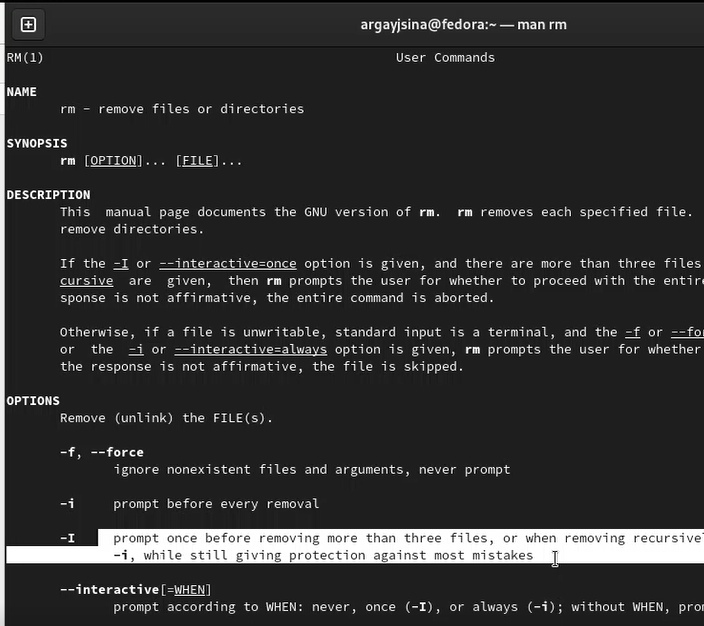 argayjsina@fedora:~ — man rm
RM(1) User Commands
NAME
rm - remove files or directories
SYNOPSIS
rm [OPTION]... [FILE]...
DESCRIPTION
This manual page documents the GNU version of rm. rm removes each specified file.
remove directories.
If the -I or --interactive=once option is given, and there are more than three files
cursive are given, then rm prompts the user for whether to proceed with the entire
sponse is not affirmative, the entire command is aborted.
Otherwise, if a file is unwritable, standard input is a terminal, and the -f or --for
or the -i or --interactive=always option is given, rm prompts the user for whether
the response is not affirmative, the file is skipped.
OPTIONS
Remove (unlink) the FILE(s).
-f, --force
ignore nonexistent files and arguments, never prompt
-i prompt before every removal
-I prompt once before removing more than three files, or when removing recursivel
-i, while still giving protection against most mistakes
--interactive[=WHEN]
prompt according to WHEN: never, once (-I), or always (-i); without WHEN, pro